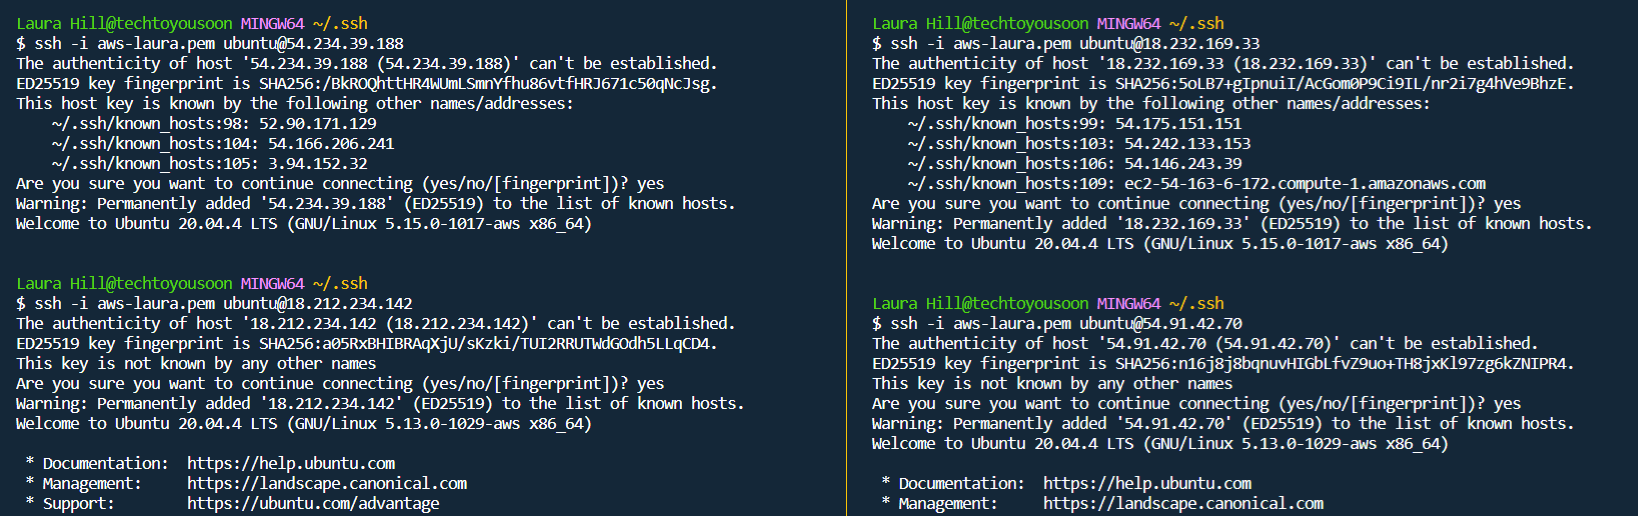 Laura Hill@techtoyousoon MINGW64 ~/.ssh
$ ssh -i aws-laura.pem ubuntu@54.234.39.188
The authenticity of host '54.234.39.188 (54.234.39.188)' can't be established.
ED25519 key fingerprint is SHA256:/BkROQhttHR4WUmLSmnYfhu86vtfHRJ671c50qNcJsg.
This host key is known by the following other names/addresses:
    ~/.ssh/known_hosts:98: 52.90.171.129
    ~/.ssh/known_hosts:104: 54.166.206.241
    ~/.ssh/known_hosts:105: 3.94.152.32
Are you sure you want to continue connecting (yes/no/[fingerprint])? yes
Warning: Permanently added '54.234.39.188' (ED25519) to the list of known hosts.
Welcome to Ubuntu 20.04.4 LTS (GNU/Linux 5.15.0-1017-aws x86_64)
Laura Hill@techtoyousoon MINGW64 ~/.ssh
$ ssh -i aws-laura.pem ubuntu@18.212.234.142
The authenticity of host '18.212.234.142 (18.212.234.142)' can't be established.
ED25519 key fingerprint is SHA256:a05RxBHIBRAqXjU/sKzki/TUI2RRUTWdGOdh5LLqCD4.
This key is not known by any other names
Are you sure you want to continue connecting (yes/no/[fingerprint])? yes
Warning: Permanently added '18.212.234.142' (ED25519) to the list of known hosts.
Welcome to Ubuntu 20.04.4 LTS (GNU/Linux 5.13.0-1029-aws x86_64)
 * Documentation:  https://help.ubuntu.com
 * Management:     https://landscape.canonical.com
 * Support:        https://ubuntu.com/advantage
Laura Hill@techtoyousoon MINGW64 ~/.ssh
$ ssh -i aws-laura.pem ubuntu@18.232.169.33
The authenticity of host '18.232.169.33 (18.232.169.33)' can't be established.
ED25519 key fingerprint is SHA256:5oLB7+gIpnuiI/AcGom0P9Ci9IL/nr2i7g4hVe9BhzE.
This host key is known by the following other names/addresses:
    ~/.ssh/known_hosts:99: 54.175.151.151
    ~/.ssh/known_hosts:103: 54.242.133.153
    ~/.ssh/known_hosts:106: 54.146.243.39
    ~/.ssh/known_hosts:109: ec2-54-163-6-172.compute-1.amazonaws.com
Are you sure you want to continue connecting (yes/no/[fingerprint])? yes
Warning: Permanently added '18.232.169.33' (ED25519) to the list of known hosts.
Welcome to Ubuntu 20.04.4 LTS (GNU/Linux 5.15.0-1017-aws x86_64)
Laura Hill@techtoyousoon MINGW64 ~/.ssh
$ ssh -i aws-laura.pem ubuntu@54.91.42.70
The authenticity of host '54.91.42.70 (54.91.42.70)' can't be established.
ED25519 key fingerprint is SHA256:n16j8j8bqnuvHIGbLfvZ9uo+TH8jxKl97zg6kZNIPR4.
This key is not known by any other names
Are you sure you want to continue connecting (yes/no/[fingerprint])? yes
Warning: Permanently added '54.91.42.70' (ED25519) to the list of known hosts.
Welcome to Ubuntu 20.04.4 LTS (GNU/Linux 5.13.0-1029-aws x86_64)
 * Documentation:  https://help.ubuntu.com
 * Management:     https://landscape.canonical.com